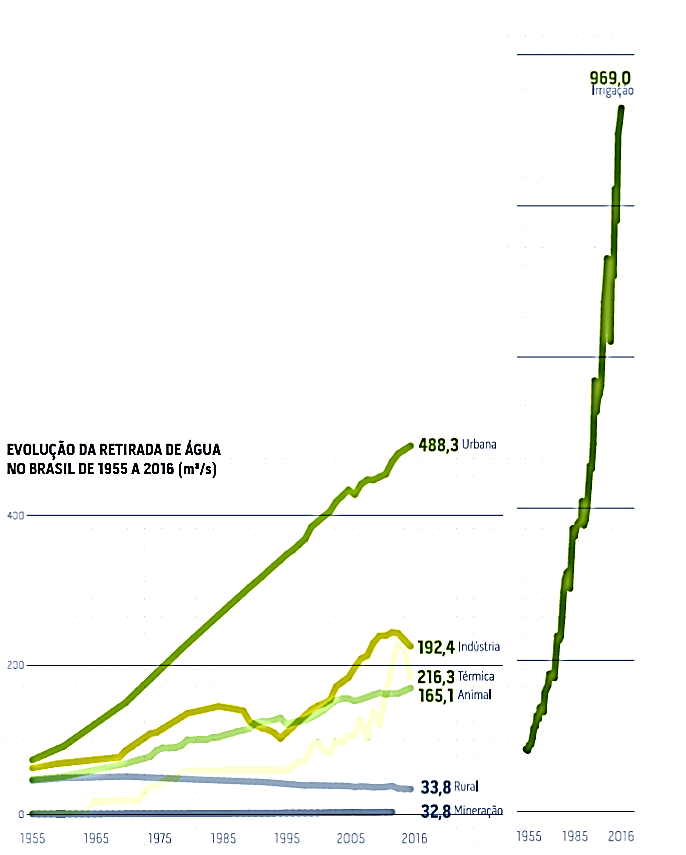 969,0
Irrigação
EVOLUÇÃO DA RETIRADA DE ÁGUA
NO BRASIL DE 1955 A 2016 (m³/s)
488,3 Urbana
400
192,4 Indústria
200
216,3 Térmica
165,1 Animal
33,8 Rural
32,8 Mineração
0
1955 1965 1975 1985 1995 2005 2016
1955 1985 2016